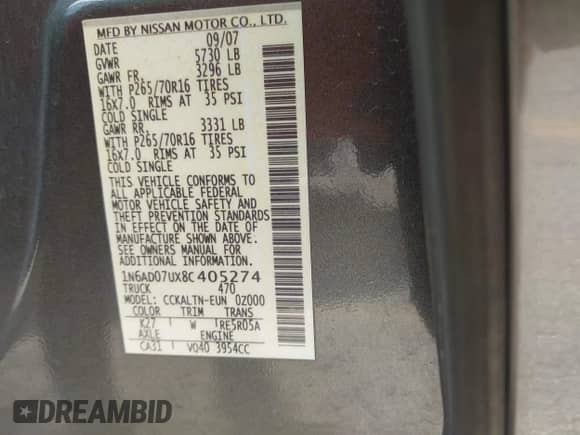 MFD BY NISSAN MOTOR CO., LTD.
DATE 09/07
GVWR 5730 LB
GAWR FR. 3296 LB
WITH P265/70R16 TIRES
16x7.0 RIMS AT 35 PSI
COLD SINGLE
GAWR RR. 3331 LB
WITH P265/70R16 TIRES
16x7.0 RIMS AT 35 PSI
COLD SINGLE
THIS VEHICLE CONFORMS TO
ALL APPLICABLE FEDERAL
MOTOR VEHICLE SAFETY AND
THEFT PREVENTION STANDARDS
IN EFFECT ON THE DATE OF
MANUFACTURE SHOWN ABOVE.
SEE OWNERS MANUAL FOR
ADDITIONAL INFORMATION
1N6AD07UX8C405274
TRUCK 470
MODEL CCKALTN-EUN 0Z000
COLOR TRIM TRANS
K27 W RE5R05A
AXLE ENGINE
CA31 VQ40 3954CC
DREAMBID